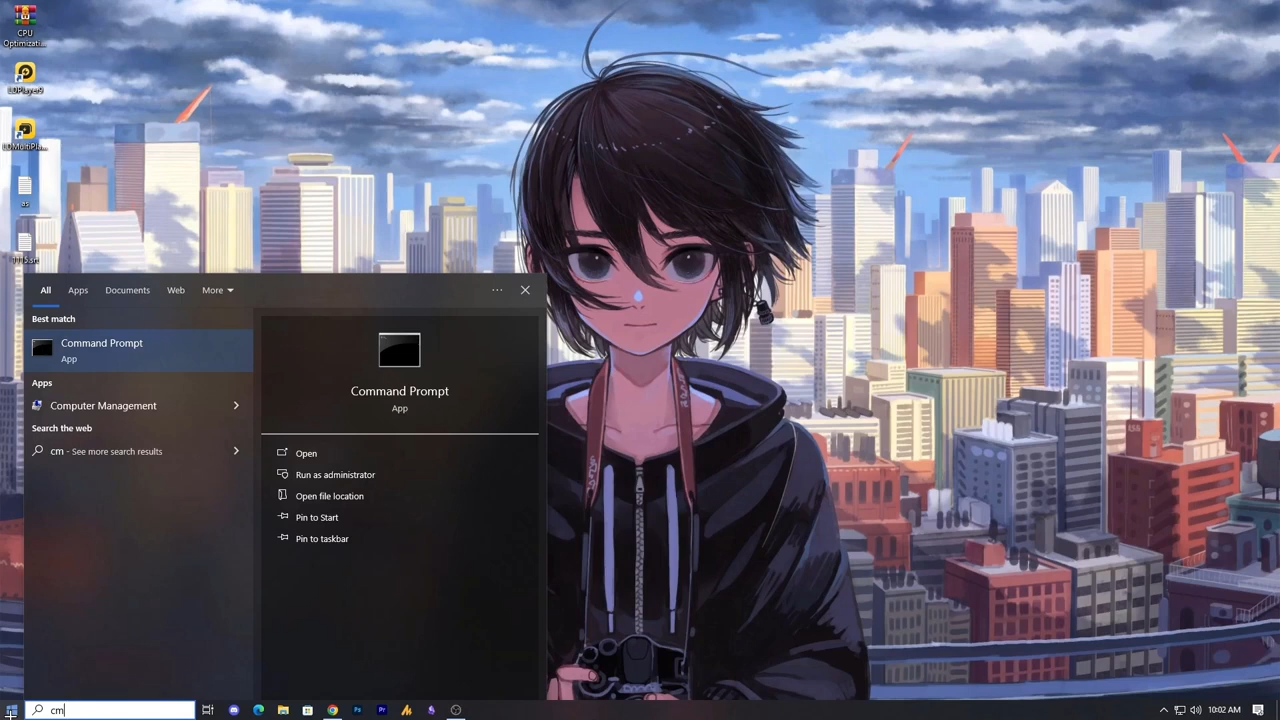 CPU
Optimizati...
LDPlayer9
LDMultiPla...
as
All
Apps
Documents
Web
More
Best match
Command Prompt
App
Apps
Computer Management
Search the web
cm - See more search results
Command Prompt
App
Open
Run as administrator
Open file location
Pin to Start
Pin to taskbar
cm
10:02 AM